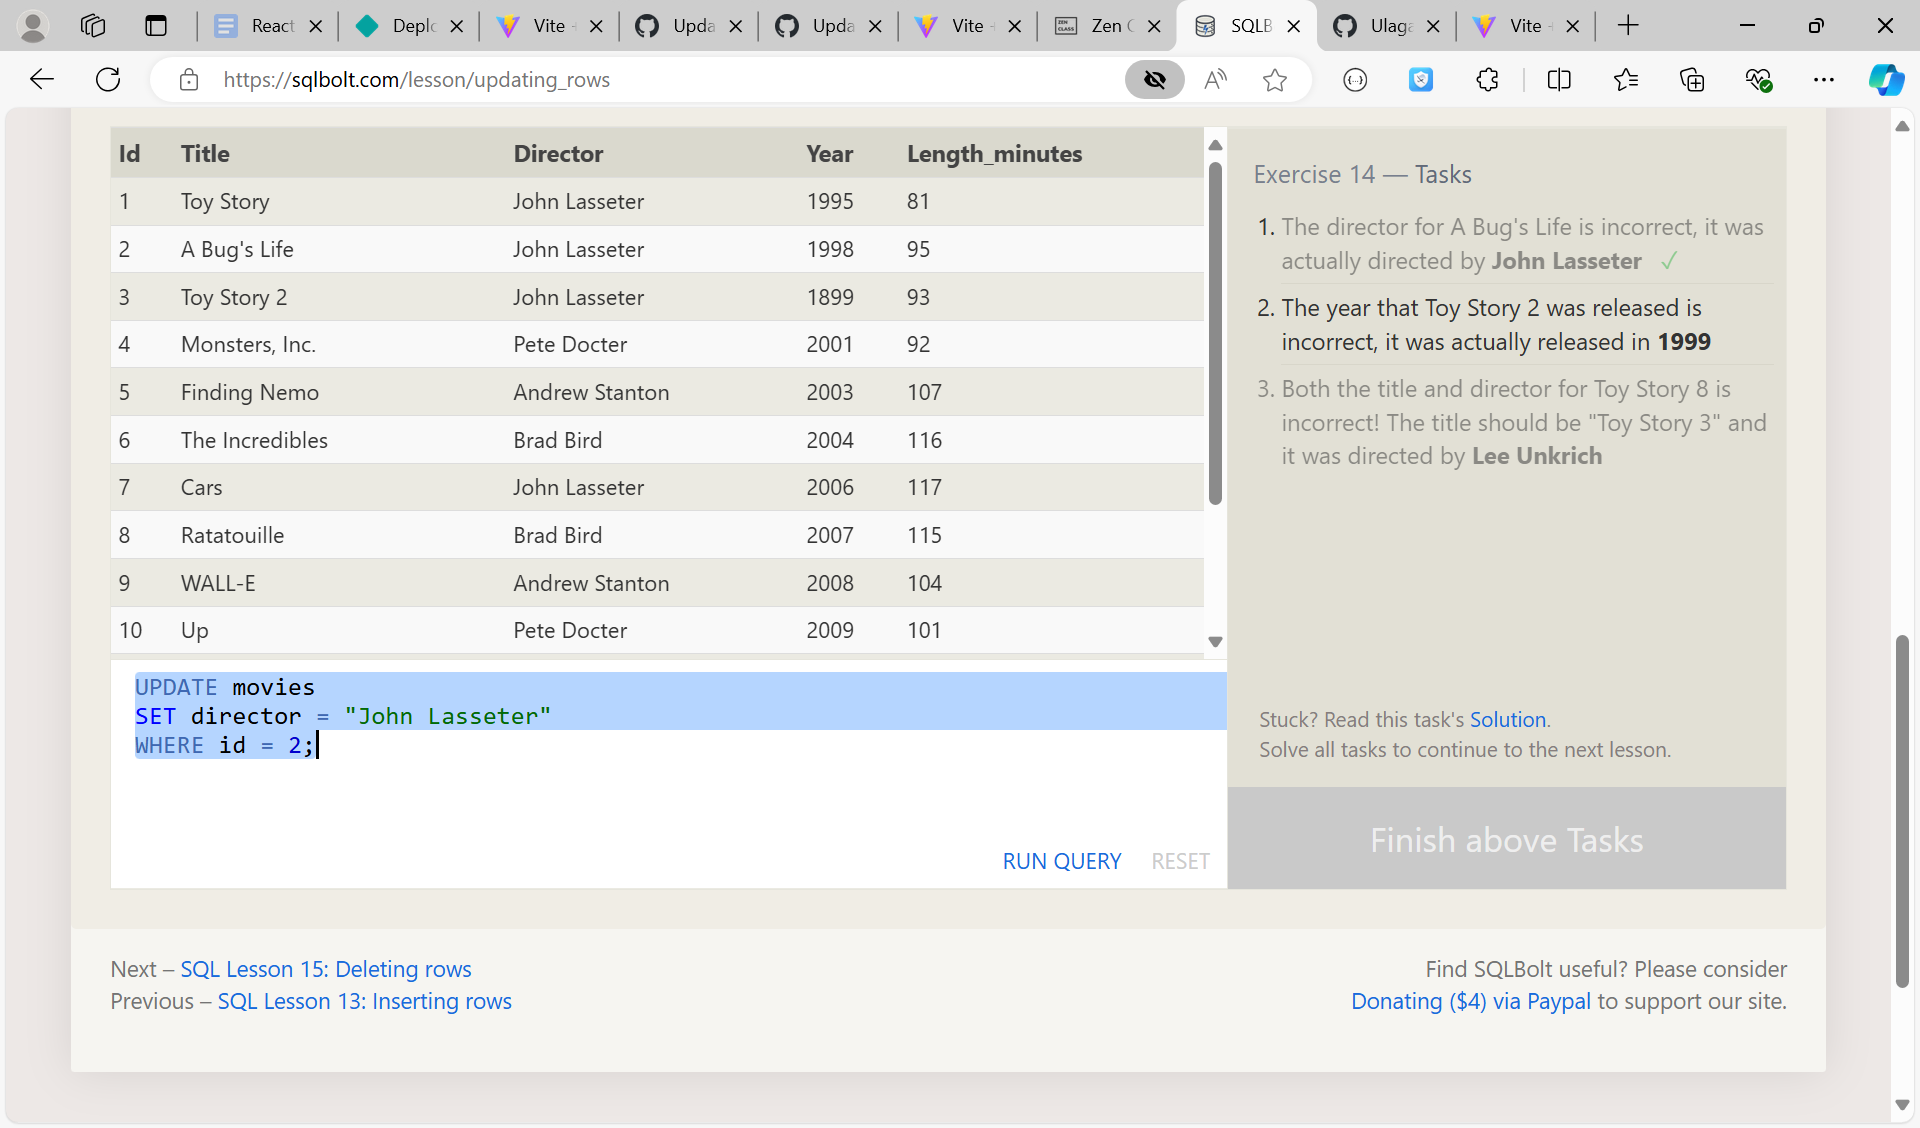 React
Deplo
Vite
Upda
Upda
Vite
Zen C
SQLB
Ulaga
Vite
https://sqlbolt.com/lesson/updating_rows
Id Title Director Year Length_minutes
1 Toy Story John Lasseter 1995 81
2 A Bug's Life John Lasseter 1998 95
3 Toy Story 2 John Lasseter 1899 93
4 Monsters, Inc. Pete Docter 2001 92
5 Finding Nemo Andrew Stanton 2003 107
6 The Incredibles Brad Bird 2004 116
7 Cars John Lasseter 2006 117
8 Ratatouille Brad Bird 2007 115
9 WALL-E Andrew Stanton 2008 104
10 Up Pete Docter 2009 101
UPDATE movies
SET director = "John Lasseter"
WHERE id = 2;
RUN QUERY RESET
Exercise 14 — Tasks
1. The director for A Bug's Life is incorrect, it was
actually directed by John Lasseter ✓
2. The year that Toy Story 2 was released is
incorrect, it was actually released in 1999
3. Both the title and director for Toy Story 8 is
incorrect! The title should be "Toy Story 3" and
it was directed by Lee Unkrich
Stuck? Read this task's Solution.
Solve all tasks to continue to the next lesson.
Finish above Tasks
Next – SQL Lesson 15: Deleting rows
Previous – SQL Lesson 13: Inserting rows
Find SQLBolt useful? Please consider
Donating ($4) via Paypal to support our site.